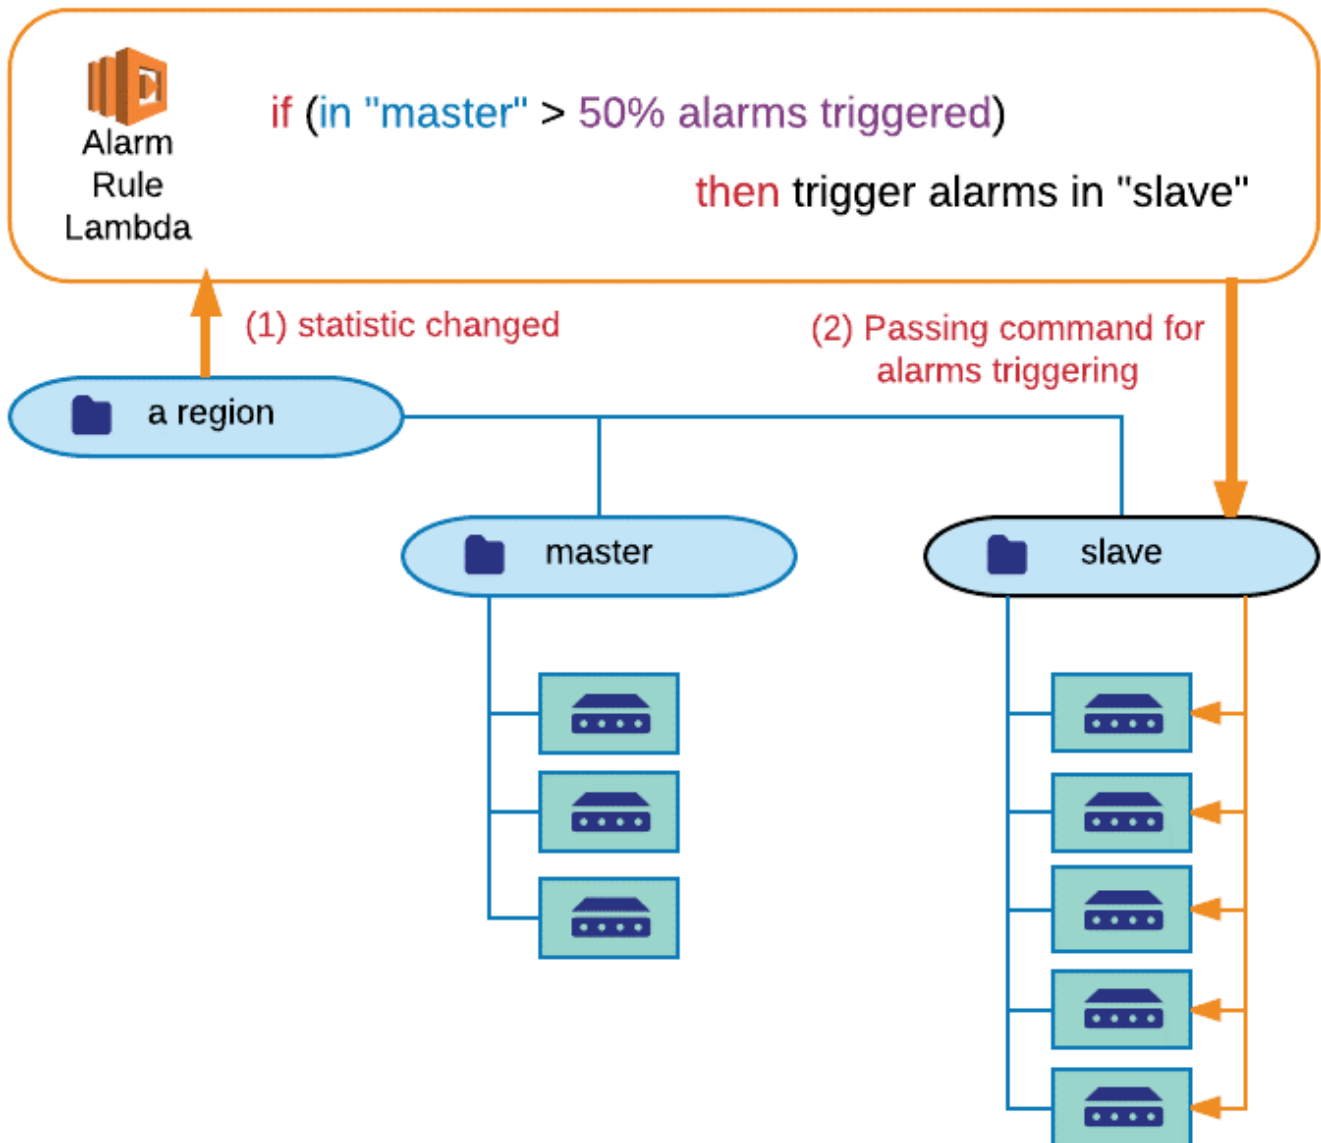 Alarm
Rule
Lambda
if (in "master" > 50% alarms triggered)
then trigger alarms in "slave"
(1) statistic changed
(2) Passing command for
alarms triggering
a region
master
slave